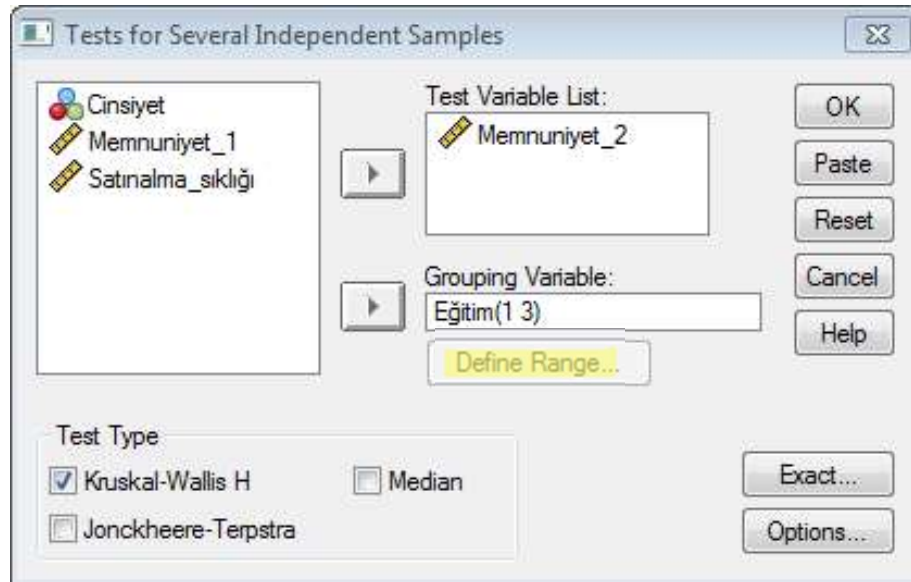 Tests for Several Independent Samples
Cinsiyet
Memnuniyet_1
Satınalma_sıklığı
Test Variable List:
Memnuniyet_2
Grouping Variable:
Eğitim(1 3)
Define Range...
OK
Paste
Reset
Cancel
Help
Test Type
Kruskal-Wallis H
Median
Jonckheere-Terpstra
Exact...
Options...